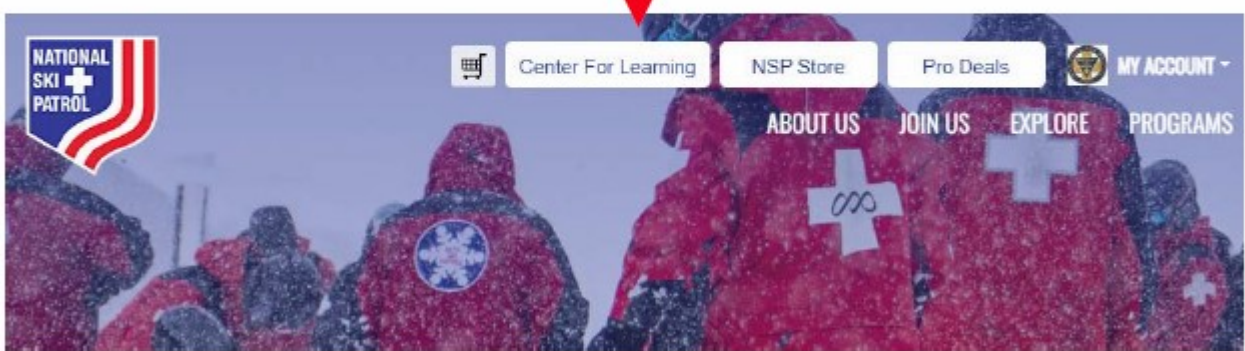 NATIONAL
SKI
PATROL
Center For Learning NSP Store Pro Deals MY ACCOUNT
ABOUT US JOIN US EXPLORE PROGRAMS